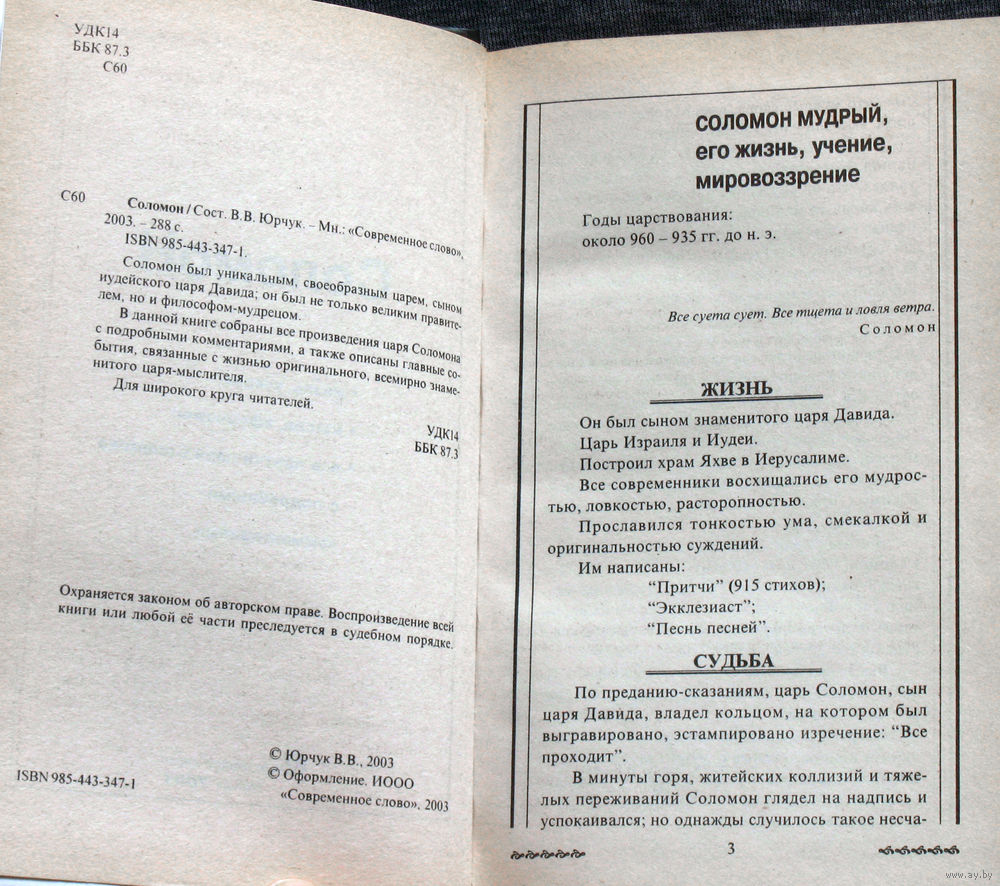 УДК14
ББК 87.3
С60
С60
Соломон / Сост. В.В. Юрчук. – Мн.: «Современное слово»,
2003. – 288 с.
ISBN 985-443-347-1.
Соломон был уникальным, своеобразным царем, сыном
иудейского царя Давида; он был не только великим правите-
лем, но и философом-мудрецом.
В данной книге собраны все произведения царя Соломона
с подробными комментариями, а также описаны главные со-
бытия, связанные с жизнью оригинального, всемирно знаме-
нитого царя-мыслителя.
Для широкого круга читателей.
УДК14
ББК 87.3
Охраняется законом об авторском праве. Воспроизведение всей
книги или любой её части преследуется в судебном порядке.
© Юрчук В.В., 2003
© Оформление. ИООО
«Современное слово», 2003
ISBN 985-443-347-1
СОЛОМОН МУДРЫЙ,
его жизнь, учение,
мировоззрение
Годы царствования:
около 960 – 935 гг. до н. э.
Все суета сует. Все тщета и ловля ветра.
Соломон
ЖИЗНЬ
Он был сыном знаменитого царя Давида.
Царь Израиля и Иудеи.
Построил храм Яхве в Иерусалиме.
Все современники восхищались его мудрос-
тью, ловкостью, расторопностью.
Прославился тонкостью ума, смекалкой и
оригинальностью суждений.
Им написаны:
“Притчи” (915 стихов);
“Экклезиаст”;
“Песнь песней”.
СУДЬБА
По преданию-сказаниям, царь Соломон, сын
царя Давида, владел кольцом, на котором был
выгравировано, эстампировано изречение: “Все
проходит”.
В минуты горя, житейских коллизий и тяже-
лых переживаний Соломон глядел на надпись и
успокаивался; но однажды случилось такое несча-
3
www.ay.by